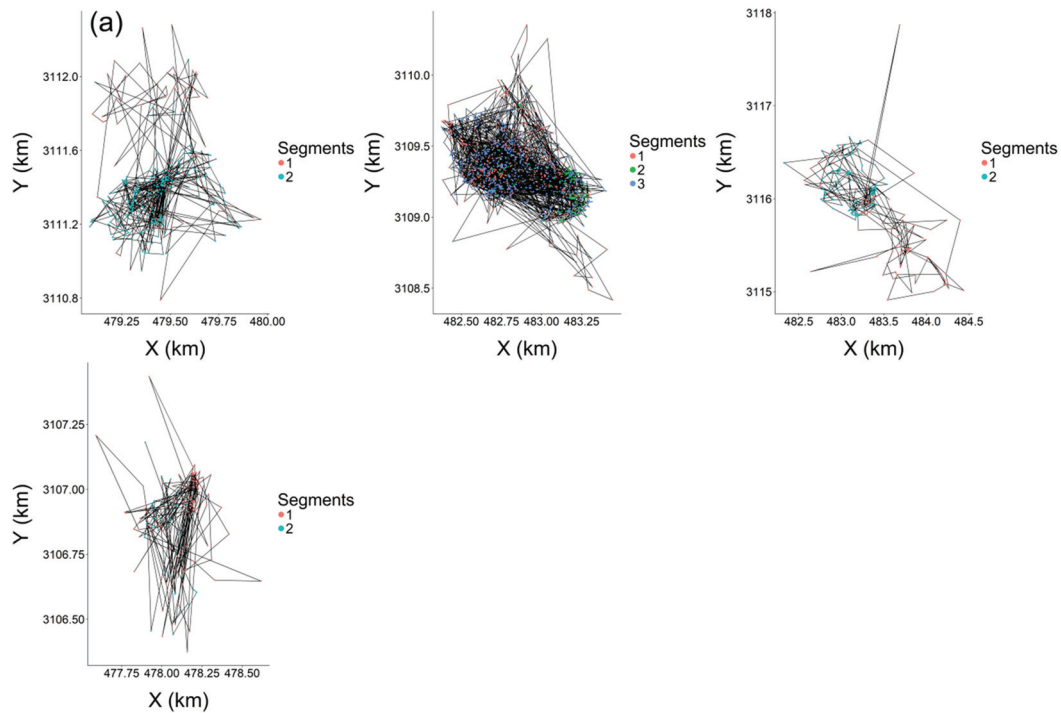 (a)
3112.0
3111.6
3111.2
3110.8
Y (km)
479.25 479.50 479.75 480.00
X (km)
Segments
1
2
3110.0
3109.5
3109.0
3108.5
Y (km)
482.50 482.75 483.00 483.25
X (km)
Segments
1
2
3
3118
3117
3116
3115
Y (km)
482.5 483.0 483.5 484.0 484.5
X (km)
Segments
1
2
3107.25
3107.00
3106.75
3106.50
Y (km)
477.75 478.00 478.25 478.50
X (km)
Segments
1
2